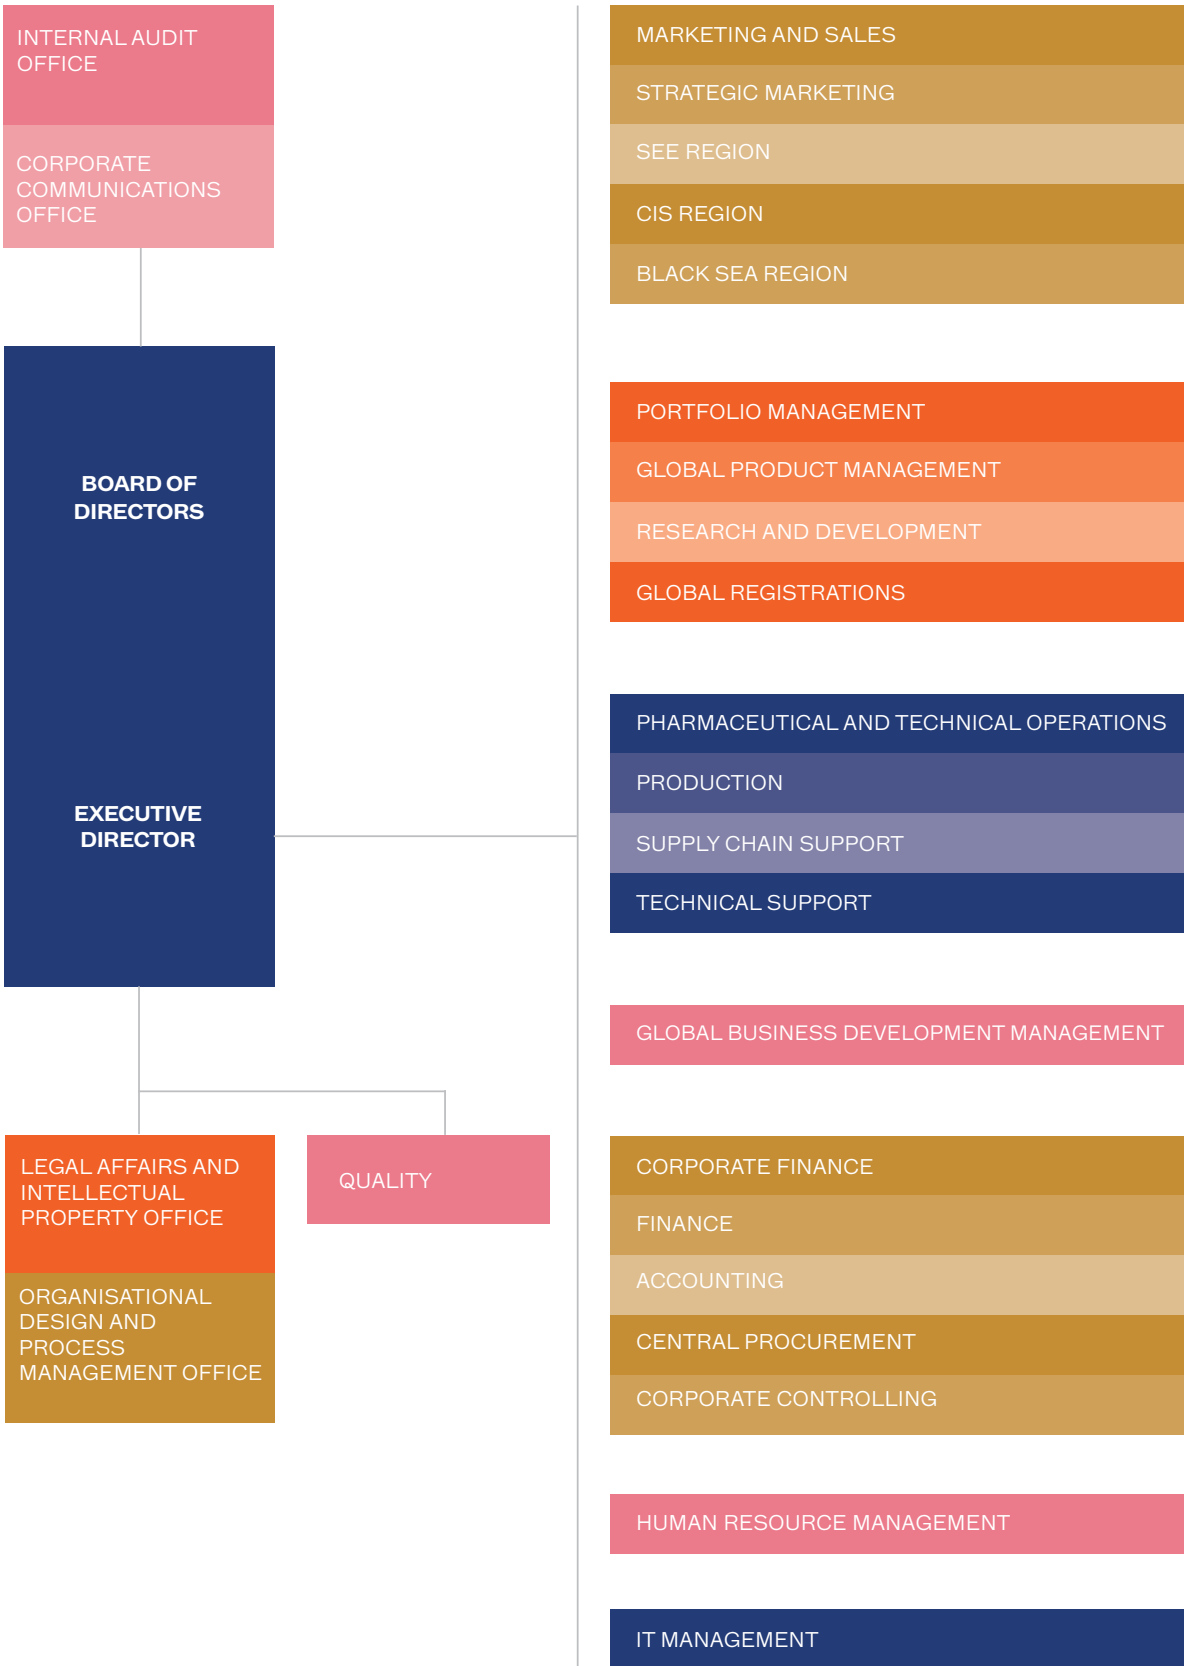 INTERNAL AUDIT
OFFICE
CORPORATE
COMMUNICATIONS
OFFICE
BOARD OF
DIRECTORS
EXECUTIVE
DIRECTOR
LEGAL AFFAIRS AND
INTELLECTUAL
PROPERTY OFFICE
ORGANISATIONAL
DESIGN AND
PROCESS
MANAGEMENT OFFICE
QUALITY
MARKETING AND SALES
STRATEGIC MARKETING
SEE REGION
CIS REGION
BLACK SEA REGION
PORTFOLIO MANAGEMENT
GLOBAL PRODUCT MANAGEMENT
RESEARCH AND DEVELOPMENT
GLOBAL REGISTRATIONS
PHARMACEUTICAL AND TECHNICAL OPERATIONS
PRODUCTION
SUPPLY CHAIN SUPPORT
TECHNICAL SUPPORT
GLOBAL BUSINESS DEVELOPMENT MANAGEMENT
CORPORATE FINANCE
FINANCE
ACCOUNTING
CENTRAL PROCUREMENT
CORPORATE CONTROLLING
HUMAN RESOURCE MANAGEMENT
IT MANAGEMENT